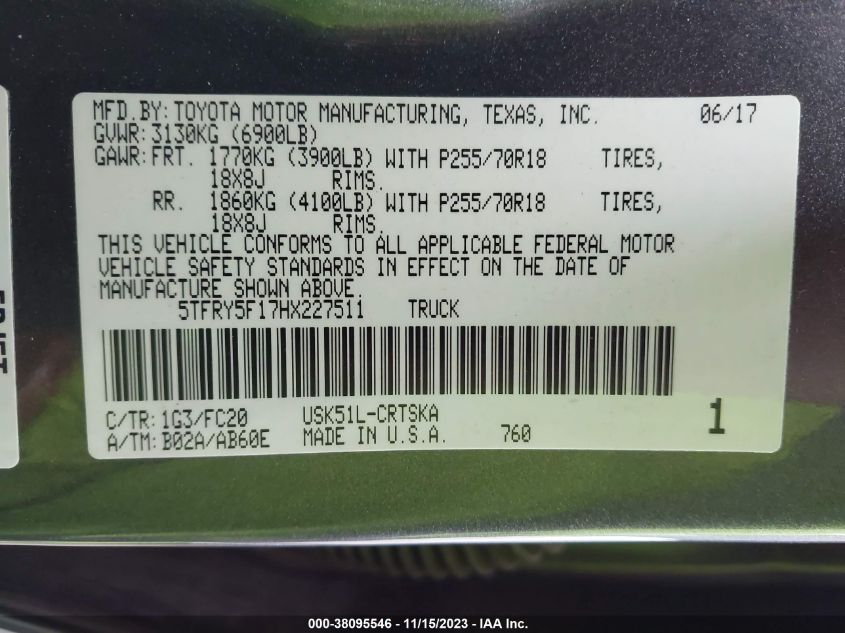 MFD.BY: TOYOTA MOTOR MANUFACTURING, TEXAS, INC. 06/17
GVWR: 3130KG (6900LB)
GAWR: FRT. 1770KG (3900LB) WITH P255/70R18 TIRES,
18X8J RIMS.
RR. 1860KG (4100LB) WITH P255/70R18 TIRES,
18X8J RIMS.
THIS VEHICLE CONFORMS TO ALL APPLICABLE FEDERAL MOTOR
VEHICLE SAFETY STANDARDS IN EFFECT ON THE DATE OF
MANUFACTURE SHOWN ABOVE.
5TFRY5F17HX227511 TRUCK
C/TR: 1G3/FC20 USK51L-CRTSKA
A/TM: B02A/AB60E MADE IN U.S.A. 760
1
000-38095546 - 11/15/2023 - IAA Inc.